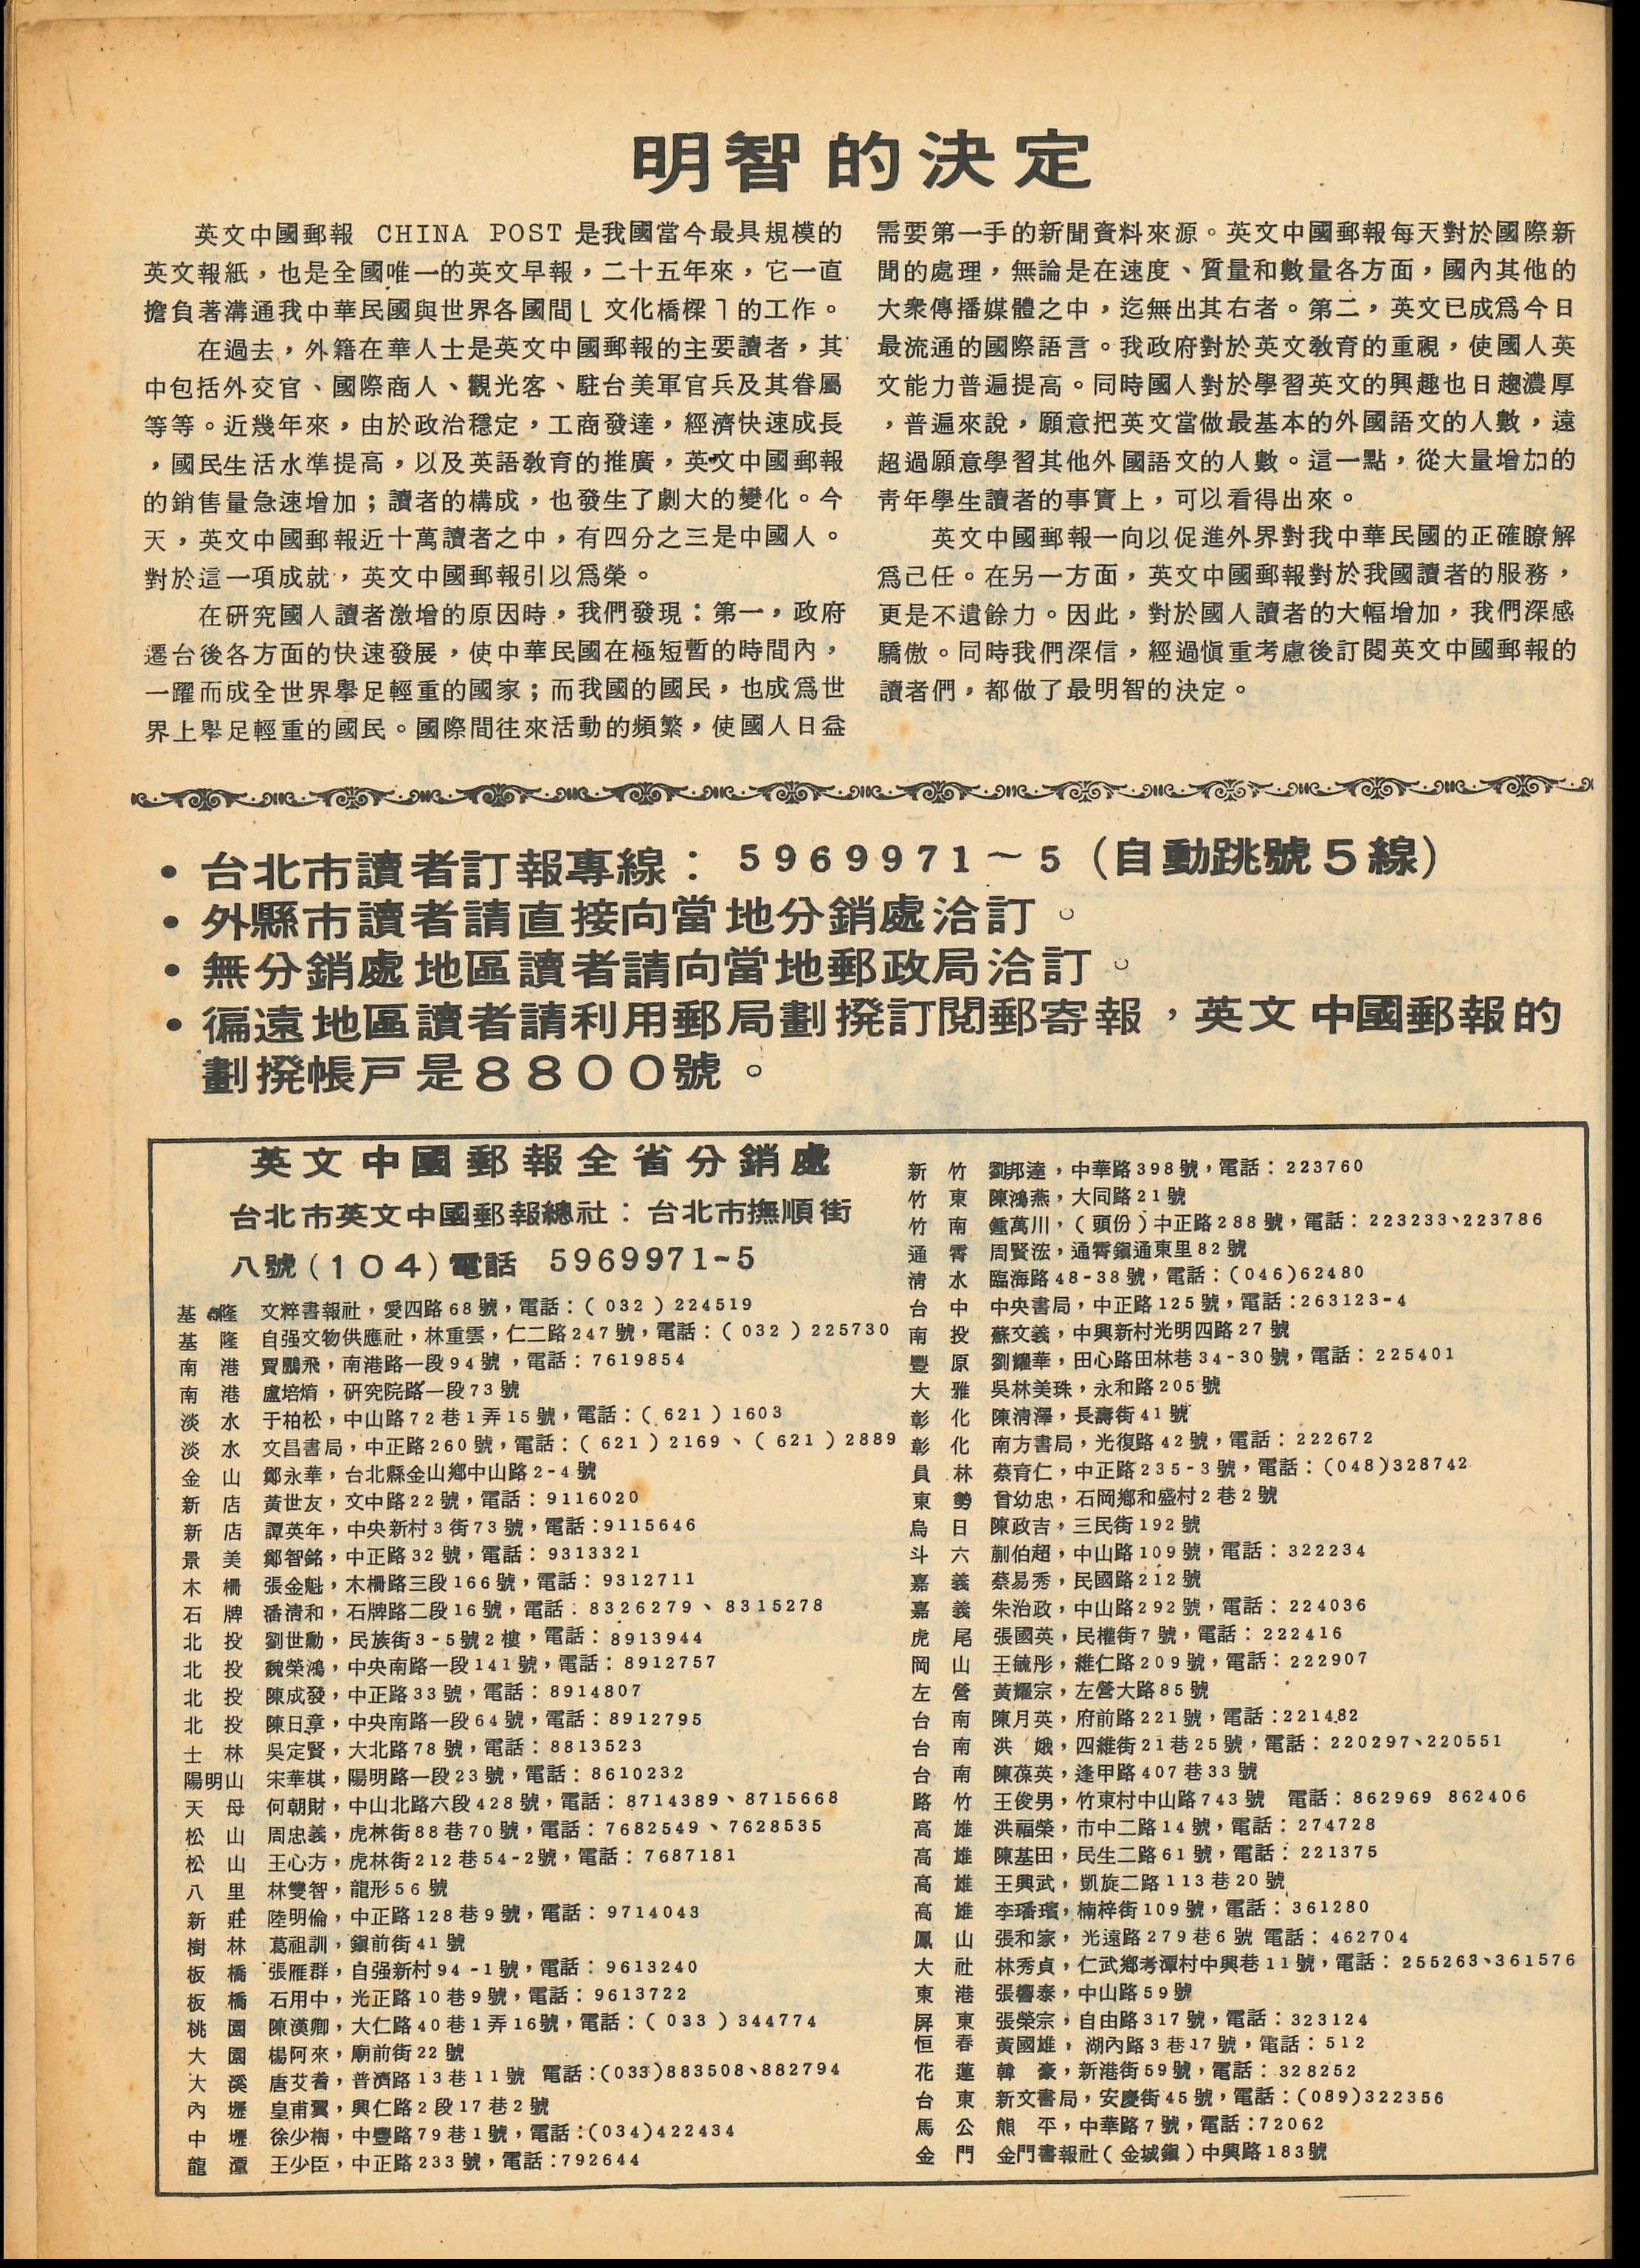 明智的決定
英文中國郵報 CHINA POST 是我國當今最具規模的
英文報紙，也是全國唯一的英文早報，二十五年來，它一直
擔負著溝通我中華民國與世界各國間「文化橋樑」的工作。
在過去，外籍在華人士是英文中國郵報的主要讀者，其
中包括外交官、國際商人、觀光客、駐台美軍官兵及其眷屬
等等。近幾年來，由於政治穩定，工商發達，經濟快速成長
，國民生活水準提高，以及英語教育的推廣，英文中國郵報
的銷售量急速增加；讀者的構成，也發生了劇大的變化。今
天，英文中國郵報近十萬讀者之中，有四分之三是中國人。
對於這一項成就，英文中國郵報引以為榮。
在研究國人讀者激增的原因時，我們發現：第一，政府
遷台後各方面的快速發展，使中華民國在極短暫的時間內，
一躍而成全世界擧足輕重的國家；而我國的國民，也成爲世
界上擧足輕重的國民。國際間往來活動的頻繁，使國人日益
需要第一手的新聞資料來源。英文中國郵報每天對於國際新
聞的處理，無論是在速度、質量和數量各方面，國內其他的
大衆傳播媒體之中，迄無出其右者。第二，英文已成爲今日
最流通的國際語言。我政府對於英文教育的重視，使國人英
文能力普遍提高。同時國人對於學習英文的興趣也日趨濃厚
，普遍來說，願意把英文當做最基本的外國語文的人數，遠
超過願意學習其他外國語文的人數。這一點，從大量增加的
靑年學生讀者的事實上，可以看得出來。
英文中國郵報一向以促進外界對我中華民國的正確瞭解
爲己任。在另一方面，英文中國郵報對於我國讀者的服務，
更是不遺餘力。因此，對於國人讀者的大幅增加，我們深感
驕傲。同時我們深信，經過愼重考慮後訂閱英文中國郵報的
讀者們，都做了最明智的決定。
•台北市讀者訂報專線：5969971～5（自動跳號5線）
•外縣市讀者請直接向當地分銷處洽訂。
•無分銷處地區讀者請向當地郵政局洽訂。
•徧遠地區讀者請利用郵局劃撥訂閱郵寄報，英文中國郵報的
劃撥帳戶是8800號。
英文中國郵報全省分銷處
台北市英文中國郵報總社：台北市撫順街
八號（104）電話 5969971~5
基隆 文粹書報社，愛四路68號，電話：（032）224519
基隆 自强文物供應社，林重雲，仁二路247號，電話：（032）225730
南港 賈鵬飛，南港路一段94號，電話：7619854
南港 盧培堉，研究院路一段73號
淡水 于柏松，中山路72巷1弄15號，電話：（621）1603
淡水 文昌書局，中正路260號，電話：（621）2169、（621）2889
金山 鄭永華，台北縣金山鄉中山路2-4號
新店 黃世友，文中路22號，電話：9116020
新店 譚英年，中央新村3街73號，電話：9115646
景美 鄭智銘，中正路32號，電話：9313321
木柵 張金魁，木柵路三段166號，電話：9312711
石牌 潘淸和，石牌路二段16號，電話：8326279、8315278
北投 劉世勳，民族街3-5號2樓，電話：8913944
北投 魏榮鴻，中央南路一段141號，電話：8912757
北投 陳成發，中正路33號，電話：8914807
北投 陳日章，中央南路一段64號，電話：8912795
士林 吳定賢，大北路78號，電話：8813523
陽明山 宋華棋，陽明路一段23號，電話：8610232
天母 何朝財，中山北路六段428號，電話：8714389、8715668
松山 周忠義，虎林街88巷70號，電話：7682549、7628535
松山 王心方，虎林街212巷54-2號，電話：7687181
八里 林雙智，龍形56號
新莊 陸明倫，中正路128巷9號，電話：9714043
樹林 葛祖訓，鎭前街41號
板橋 張雁群，自强新村94-1號，電話：9613240
板橋 石用中，光正路10巷9號，電話：9613722
桃園 陳漢卿，大仁路40巷1弄16號，電話：（033）344774
大園 楊阿來，廟前街22號
大溪 唐艾耆，普濟路13巷11號 電話：(033)883508、882794
內壢 皇甫翼，興仁路2段17巷2號
中壢 徐少梅，中豐路79巷1號，電話：(034)422434
龍潭 王少臣，中正路233號，電話：792644
新竹 劉邦達，中華路398號，電話：223760
竹東 陳鴻燕，大同路21號
竹南 鍾萬川，（頭份）中正路288號，電話：223233、223786
通霄 周賢浤，通霄鎭通東里82號
淸水 臨海路48-38號，電話：(046)62480
台中 中央書局，中正路125號，電話：263123-4
南投 蘇文義，中興新村光明四路27號
豐原 劉耀華，田心路田林巷34-30號，電話：225401
大雅 吳林美珠，永和路205號
彰化 陳淸澤，長壽街41號
彰化 南方書局，光復路42號，電話：222672
員林 蔡育仁，中正路235-3號，電話：(048)328742
東勢 曾幼忠，石岡鄉和盛村2巷2號
烏日 陳政吉，三民街192號
斗六 蒯伯超，中山路109號，電話：322234
嘉義 蔡易秀，民國路212號
嘉義 朱治政，中山路292號，電話：224036
虎尾 張國英，民權街7號，電話：222416
岡山 王毓彤，維仁路209號，電話：222907
左營 黃耀宗，左營大路85號
台南 陳月英，府前路221號，電話：221482
台南 洪 娥，四維街21巷25號，電話：220297、220551
台南 陳葆英，逢甲路407巷33號
路竹 王俊男，竹東村中山路743號 電話：862969 862406
高雄 洪福榮，市中二路14號，電話：274728
高雄 陳基田，民生二路61號，電話：221375
高雄 王興武，凱旋二路113巷20號
高雄 李璠璸，楠梓街109號，電話：361280
鳳山 張和家，光遠路279巷6號 電話：462704
大社 林秀貞，仁武鄉考潭村中興巷11號，電話：255263、361576
東港 張響泰，中山路59號
屏東 張榮宗，自由路317號，電話：323124
恒春 黃國雄，湖內路3巷17號，電話：512
花蓮 韓 豪，新港街59號，電話：328252
台東 新文書局，安慶街45號，電話：(089)322356
馬公 熊 平，中華路7號，電話：72062
金門 金門書報社（金城鎭）中興路183號